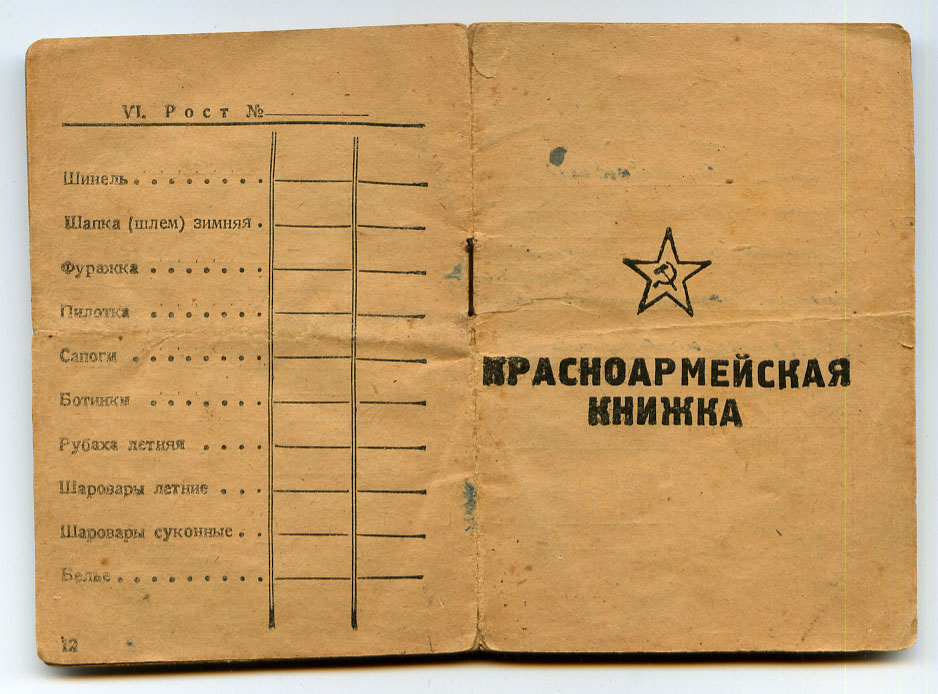 VI. Рост №
Шинель
Шапка (шлем) зимняя
Фуражка
Пилотка
Сапоги
Ботинки
Рубаха летняя
Шаровары летние
Шаровары суконные
Белье
12
КРАСНОАРМЕЙСКАЯ
КНИЖКА